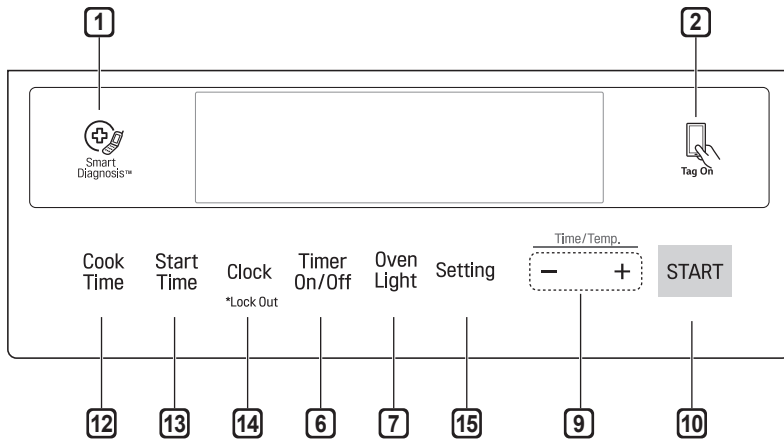 1
2
Smart
Diagnosis™
Tag On
Time/Temp.
Cook
Time
Start
Time
Clock
*Lock Out
Timer
On/Off
Oven
Light
Setting
− +
START
12
13
14
6
7
15
9
10